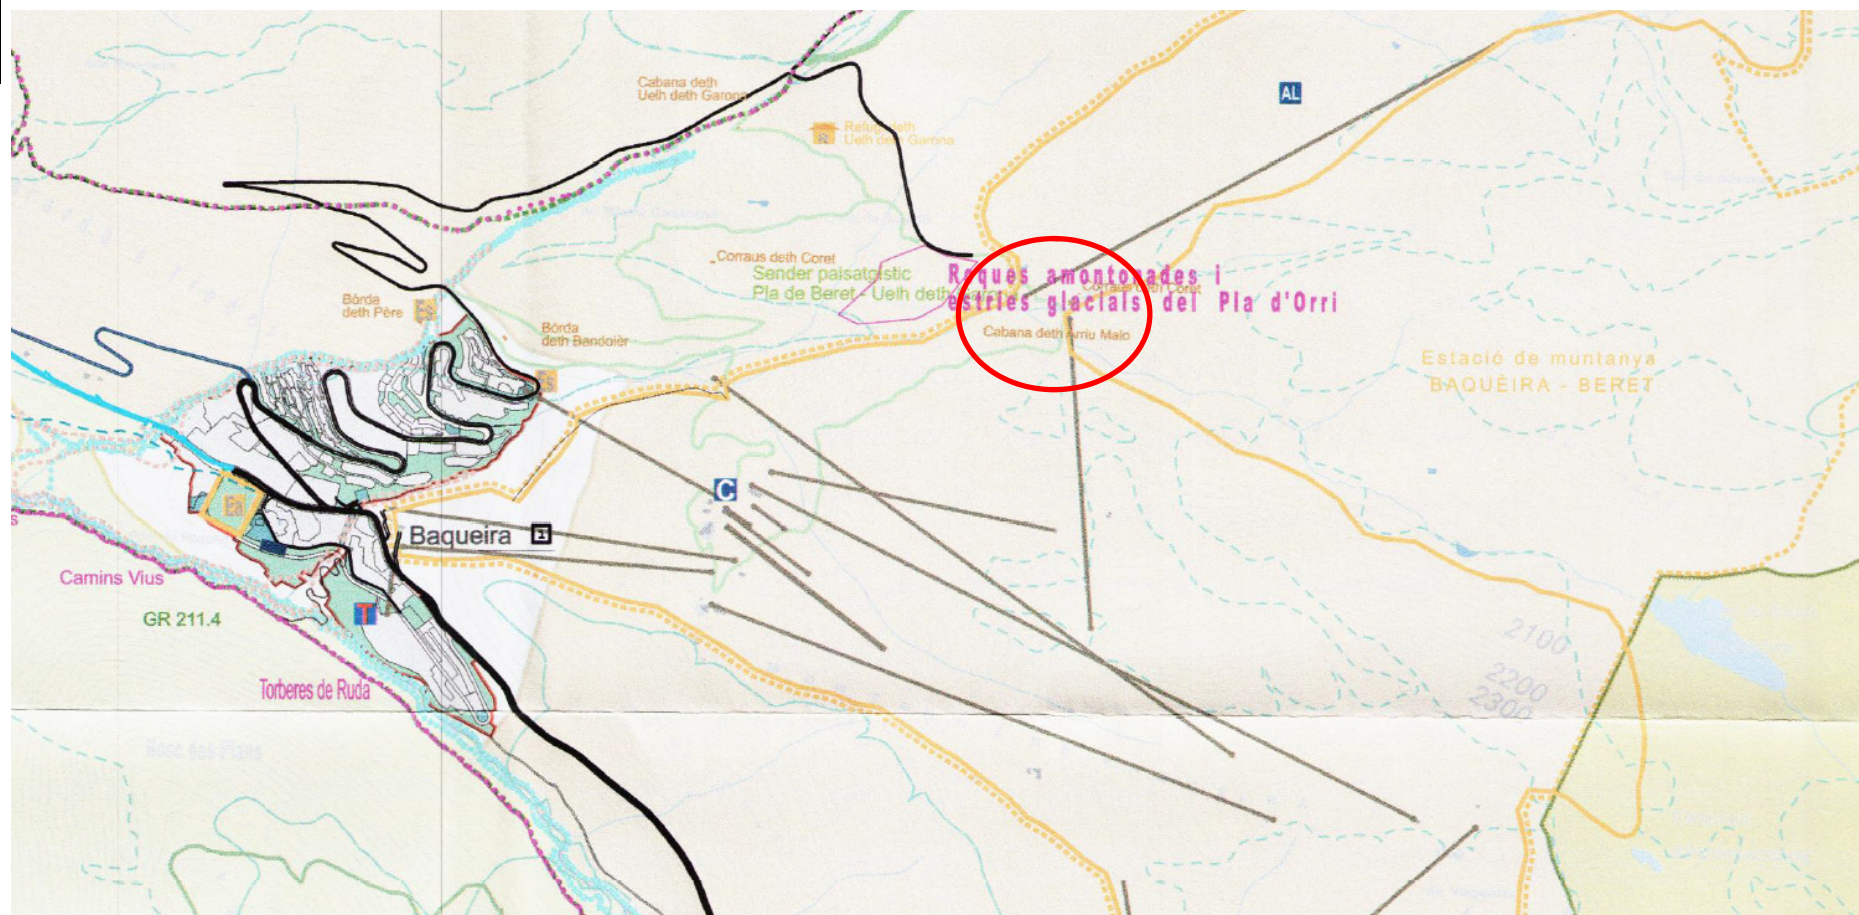 Cabana deth
Uelh deth Garona
AL
Refugi deth
Uelh deth Garona
R
Corraus deth Coret
Sender paisatgístic
Pla de Beret - Uelh deth Garona
Roques amontonades i
estries glacials del Pla d'Orri
Corraus deth Coret
Cabana deth Arriu Malo
Bòrda
deth Père
Bòrda
deth Bandolèr
Estació de muntanya
BAQUÈIRA - BERET
C
Baqueira
1
Camins Vius
GR 211.4
T
Torberes de Ruda
2100
2200
2300